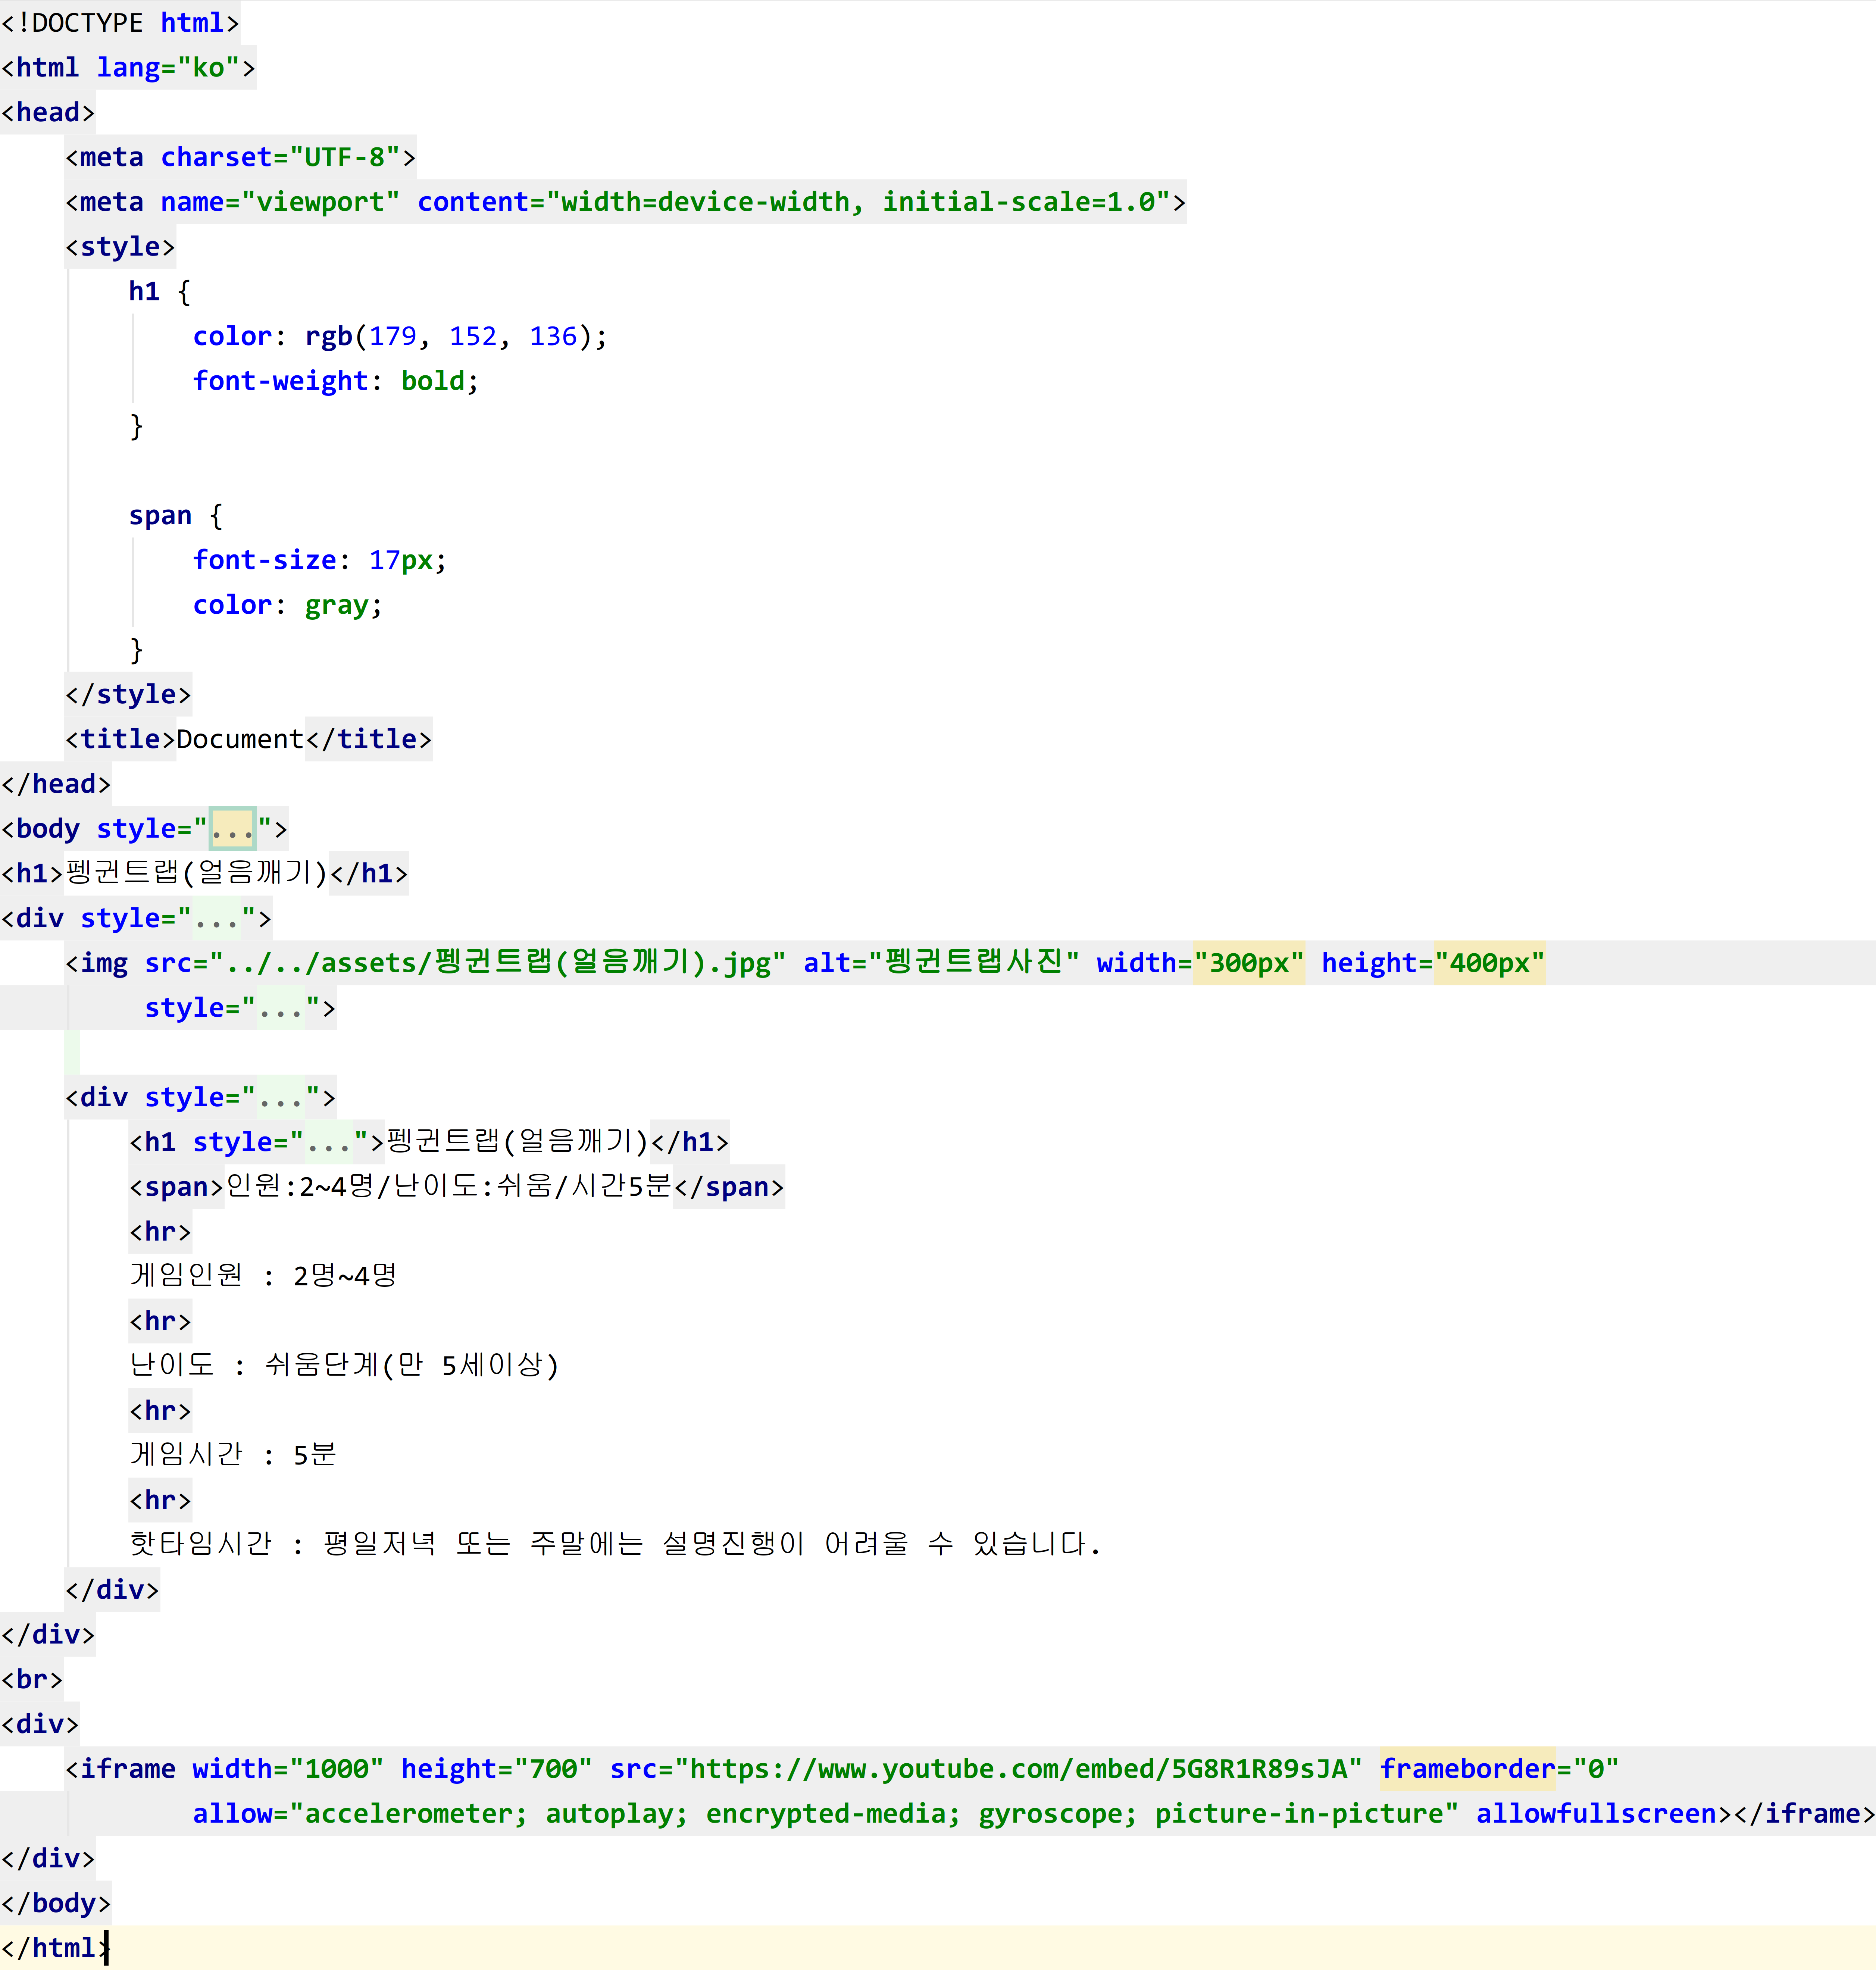 <!DOCTYPE html>
<html lang="ko">
<head>
    <meta charset="UTF-8">
    <meta name="viewport" content="width=device-width, initial-scale=1.0">
    <style>
        h1 {
            color: rgb(179, 152, 136);
            font-weight: bold;
        }

        span {
            font-size: 17px;
            color: gray;
        }
    </style>
    <title>Document</title>
</head>
<body style="...">
<h1>펭귄트랩(얼음깨기)</h1>
<div style="...">
    <img src="../../assets/펭귄트랩(얼음깨기).jpg" alt="펭귄트랩사진" width="300px" height="400px"
         style="...">

    <div style="...">
        <h1 style="...">펭귄트랩(얼음깨기)</h1>
        <span>인원:2~4명/난이도:쉬움/시간5분</span>
        <hr>
        게임인원 : 2명~4명
        <hr>
        난이도 : 쉬움단계(만 5세이상)
        <hr>
        게임시간 : 5분
        <hr>
        핫타임시간 : 평일저녁 또는 주말에는 설명진행이 어려울 수 있습니다.
    </div>
</div>
<br>
<div>
    <iframe width="1000" height="700" src="https://www.youtube.com/embed/5G8R1R89sJA" frameborder="0"
            allow="accelerometer; autoplay; encrypted-media; gyroscope; picture-in-picture" allowfullscreen></iframe>
</div>
</body>
</html>